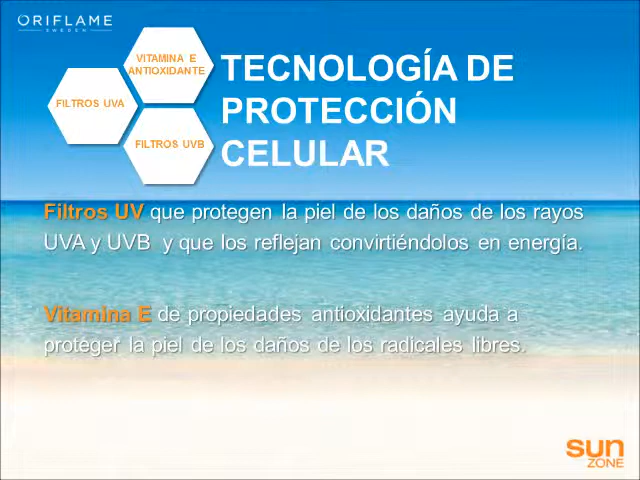 ORIFLAME
SWEDEN
VITAMINA E
ANTIOXIDANTE
FILTROS UVA
FILTROS UVB
TECNOLOGÍA DE
PROTECCIÓN
CELULAR
Filtros UV que protegen la piel de los daños de los rayos
UVA y UVB y que los reflejan convirtiéndolos en energía.
Vitamina E de propiedades antioxidantes ayuda a
proteger la piel de los daños de los radicales libres.
sun
ZONE